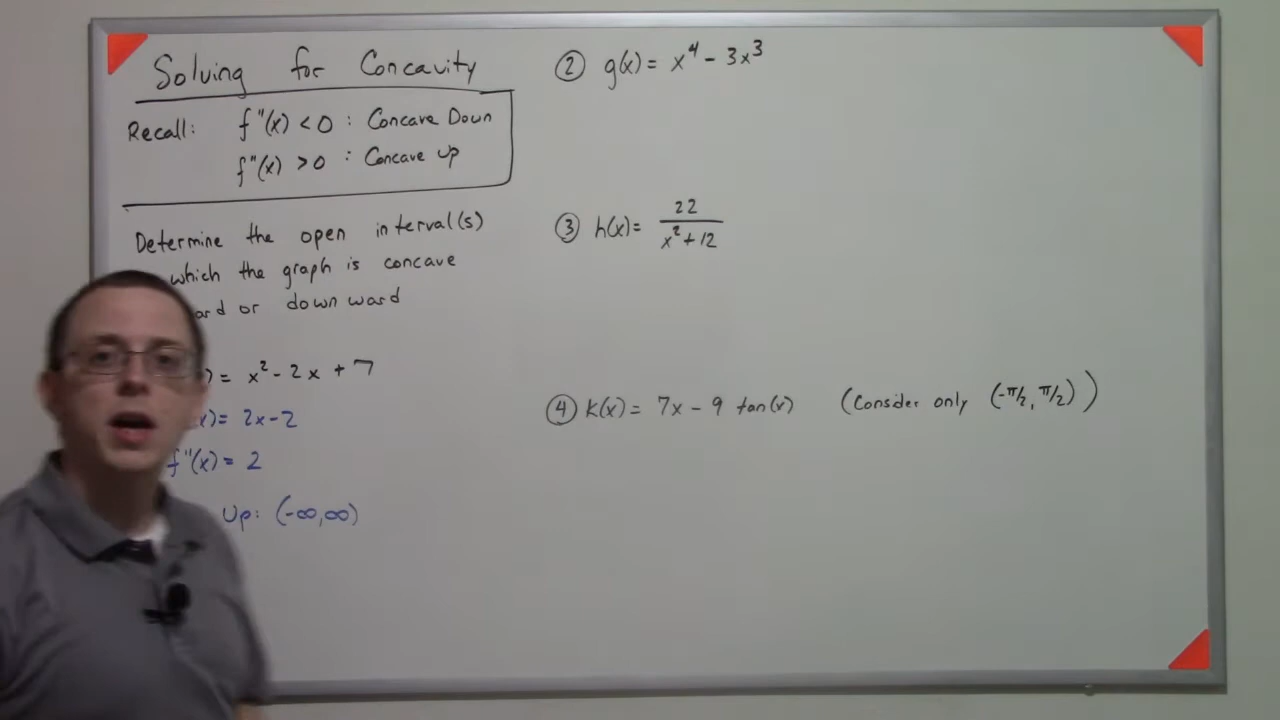 Solving for Concavity
Recall: f"(x) < 0 : Concave Down
f"(x) > 0 : Concave up
Determine the open interval(s)
which the graph is concave
ard or downward
) = x² - 2x + 7
x) = 2x-2
f"(x) = 2
Up: (-∞,∞)
② g(x) = x⁴ - 3x³
③ h(x) = 22/(x²+12)
④ k(x) = 7x - 9 tan(x) (Consider only (-π/2, π/2))